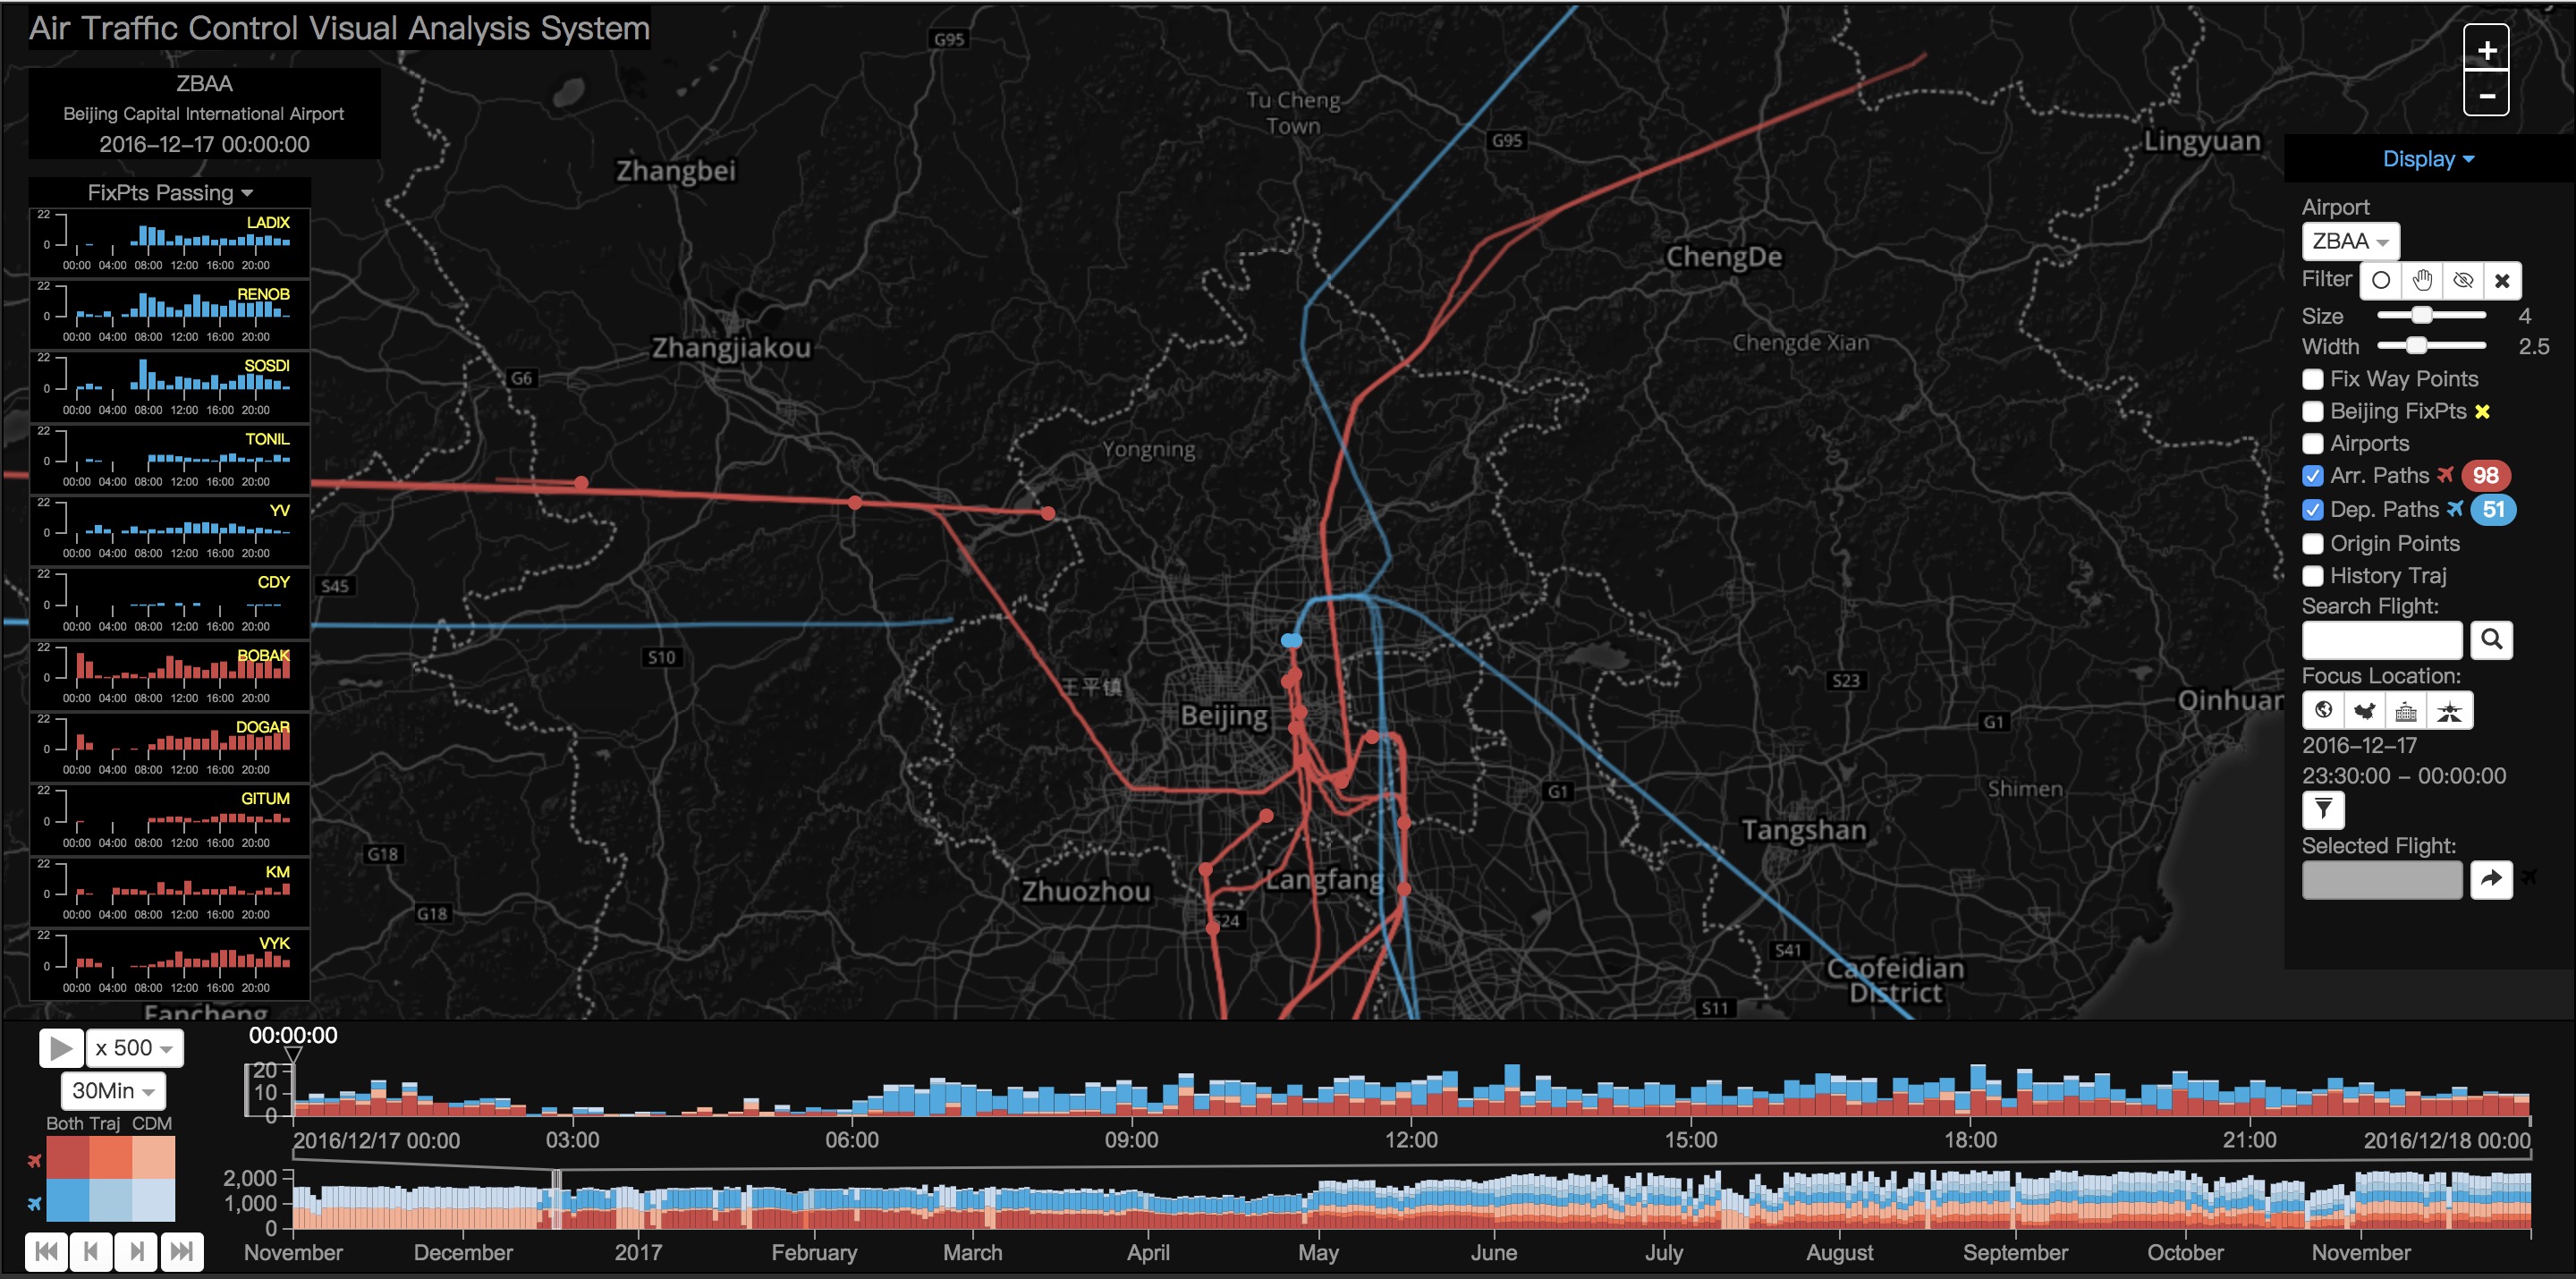 Air Traffic Control Visual Analysis System
ZBAA
Beijing Capital International Airport
2016-12-17 00:00:00
FixPts Passing
22
LADIX
0
00:00 04:00 08:00 12:00 16:00 20:00
22
RENOB
0
00:00 04:00 08:00 12:00 16:00 20:00
22
SOSDI
0
00:00 04:00 08:00 12:00 16:00 20:00
22
TONIL
0
00:00 04:00 08:00 12:00 16:00 20:00
22
YV
0
00:00 04:00 08:00 12:00 16:00 20:00
22
CDY
0
00:00 04:00 08:00 12:00 16:00 20:00
22
BOBAK
0
00:00 04:00 08:00 12:00 16:00 20:00
22
DOGAR
0
00:00 04:00 08:00 12:00 16:00 20:00
22
GITUM
0
00:00 04:00 08:00 12:00 16:00 20:00
22
KM
0
00:00 04:00 08:00 12:00 16:00 20:00
22
VYK
0
00:00 04:00 08:00 12:00 16:00 20:00
G95
Tu Cheng
Town
G95
Zhangbei
Lingyuan
ChengDe
Zhangjiakou
Chengde Xian
G6
Yongning
S45
S10
王平镇
S23
Beijing
Qinhuan
G1
G1
Shimen
Tangshan
G18
Zhuozhou
Langfang
G18
S24
S41
Caofeidian
District
S11
Fancheng
+
−
Display
Airport
ZBAA
Filter
Size 4
Width 2.5
Fix Way Points
Beijing FixPts
Airports
Arr. Paths 98
Dep. Paths 51
Origin Points
History Traj
Search Flight:
Focus Location:
2016-12-17
23:30:00 - 00:00:00
Selected Flight:
x 500
30Min
Both Traj CDM
00:00:00
20
10
0
2016/12/17 00:00 03:00 06:00 09:00 12:00 15:00 18:00 21:00 2016/12/18 00:00
2,000
1,000
0
November December 2017 February March April May June July August September October November